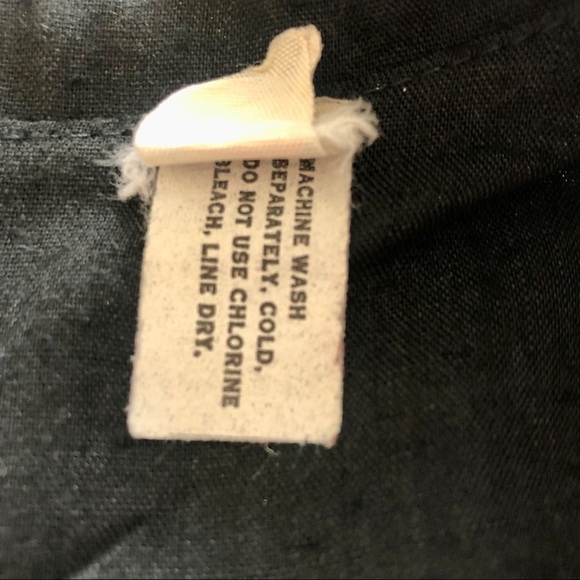 MACHINE WASH
SEPARATELY, COLD,
DO NOT USE CHLORINE
BLEACH, LINE DRY.